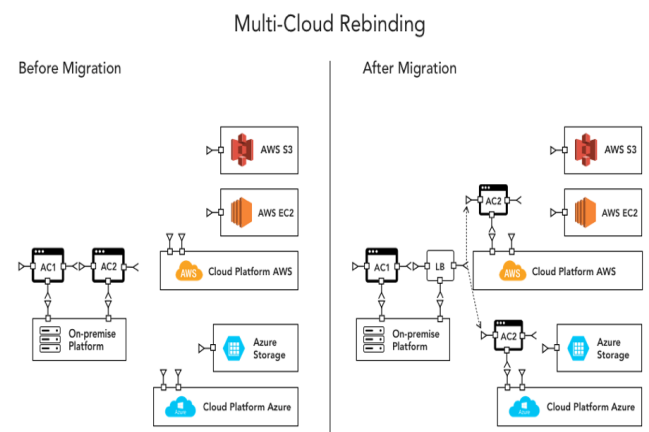 Multi-Cloud Rebinding
Before Migration
AWS S3
AWS EC2
AC1
AC2
AWS
Cloud Platform AWS
On-premise
Platform
Azure
Storage
Azure
Cloud Platform Azure
After Migration
AWS S3
AC2
AWS EC2
AC1
LB
AWS
Cloud Platform AWS
On-premise
Platform
AC2
Azure
Storage
Azure
Cloud Platform Azure